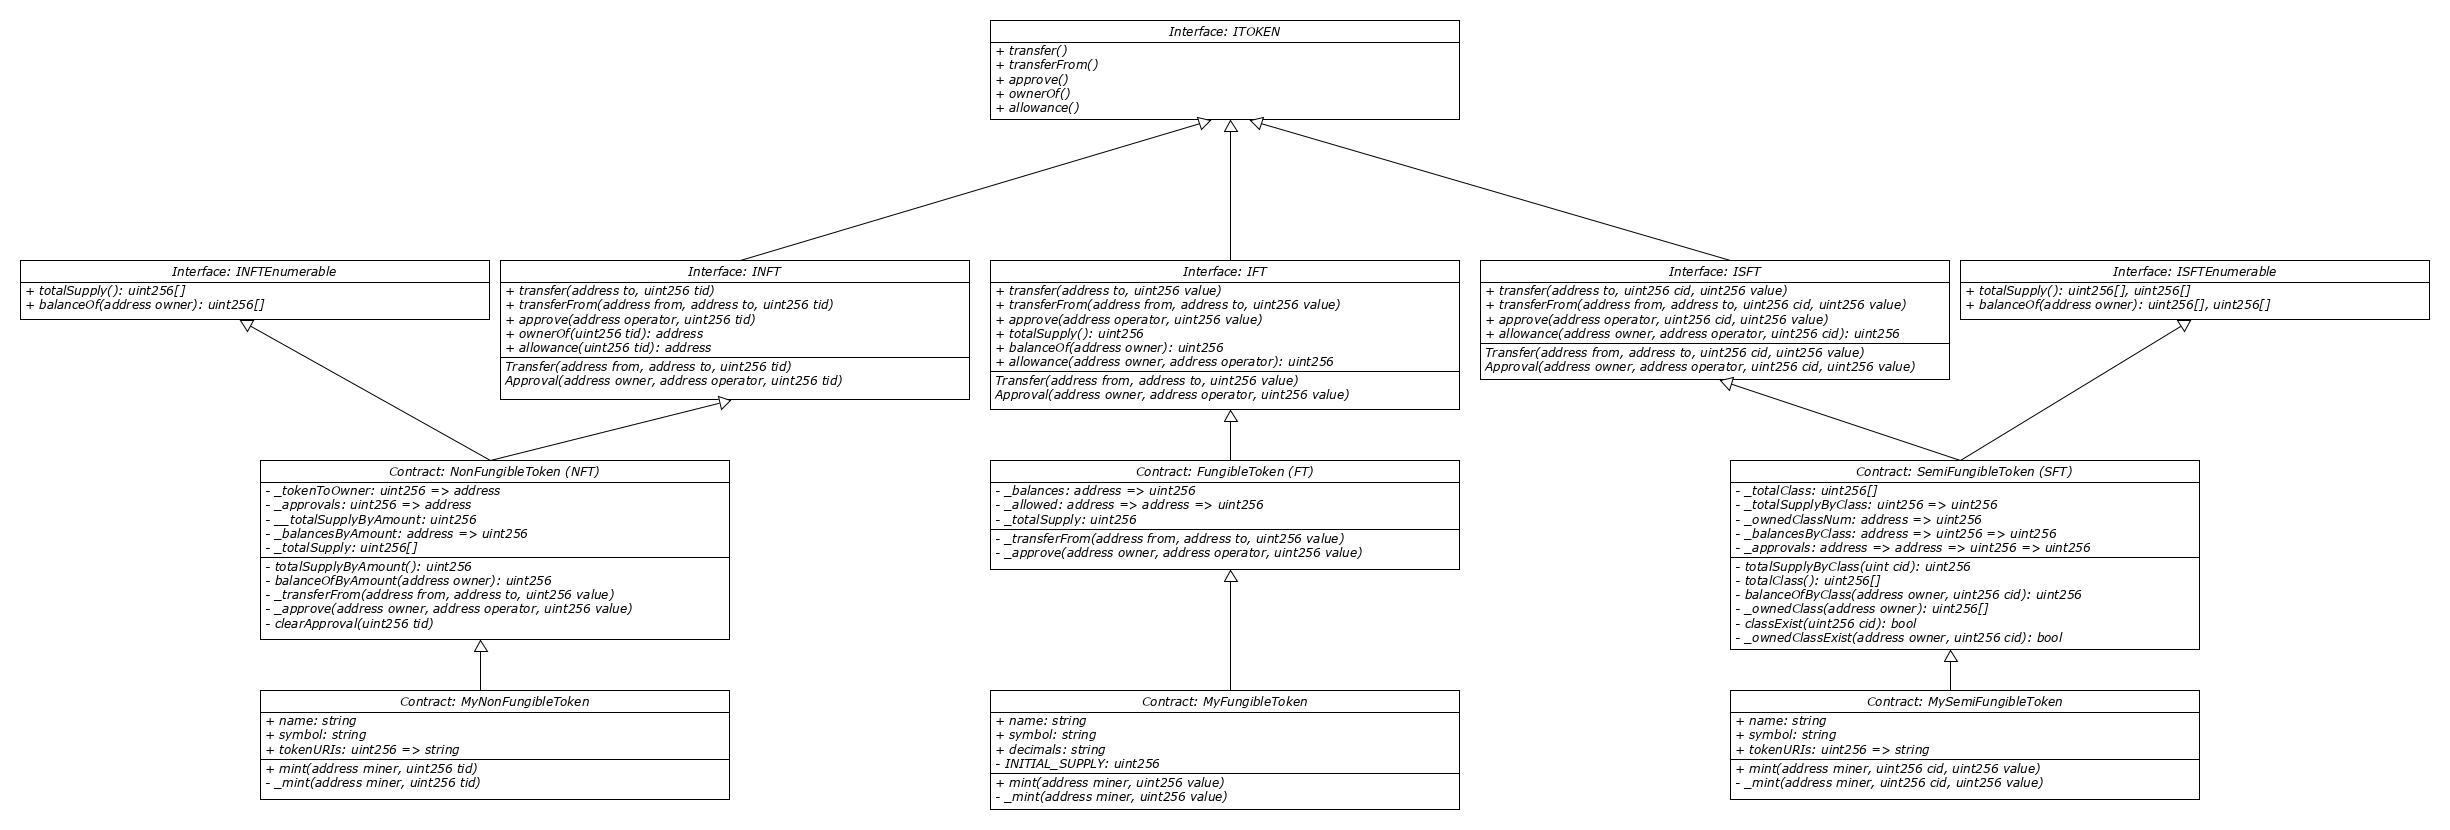 Interface: ITOKEN
+ transfer()
+ transferFrom()
+ approve()
+ ownerOf()
+ allowance()
Interface: INFTEnumerable
+ totalSupply(): uint256[]
+ balanceOf(address owner): uint256[]
Interface: INFT
+ transfer(address to, uint256 tid)
+ transferFrom(address from, address to, uint256 tid)
+ approve(address operator, uint256 tid)
+ ownerOf(uint256 tid): address
+ allowance(uint256 tid): address
Transfer(address from, address to, uint256 tid)
Approval(address owner, address operator, uint256 tid)
Interface: IFT
+ transfer(address to, uint256 value)
+ transferFrom(address from, address to, uint256 value)
+ approve(address operator, uint256 value)
+ totalSupply(): uint256
+ balanceOf(address owner): uint256
+ allowance(address owner, address operator): uint256
Transfer(address from, address to, uint256 value)
Approval(address owner, address operator, uint256 value)
Interface: ISFT
+ transfer(address to, uint256 cid, uint256 value)
+ transferFrom(address from, address to, uint256 cid, uint256 value)
+ approve(address operator, uint256 cid, uint256 value)
+ allowance(address owner, address operator, uint256 cid): uint256
Transfer(address from, address to, uint256 cid, uint256 value)
Approval(address owner, address operator, uint256 cid, uint256 value)
Interface: ISFTEnumerable
+ totalSupply(): uint256[], uint256[]
+ balanceOf(address owner): uint256[], uint256[]
Contract: NonFungibleToken (NFT)
- _tokenToOwner: uint256 => address
- _approvals: uint256 => address
- __totalSupplyByAmount: uint256
- _balancesByAmount: address => uint256
- _totalSupply: uint256[]
- totalSupplyByAmount(): uint256
- balanceOfByAmount(address owner): uint256
- _transferFrom(address from, address to, uint256 value)
- _approve(address owner, address operator, uint256 value)
- clearApproval(uint256 tid)
Contract: FungibleToken (FT)
- _balances: address => uint256
- _allowed: address => address => uint256
- _totalSupply: uint256
- _transferFrom(address from, address to, uint256 value)
- _approve(address owner, address operator, uint256 value)
Contract: SemiFungibleToken (SFT)
- _totalClass: uint256[]
- _totalSupplyByClass: uint256 => uint256
- _ownedClassNum: address => uint256
- _balancesByClass: address => uint256 => uint256
- _approvals: address => address => uint256 => uint256
- totalSupplyByClass(uint cid): uint256
- totalClass(): uint256[]
- balanceOfByClass(address owner, uint256 cid): uint256
- _ownedClass(address owner): uint256[]
- classExist(uint256 cid): bool
- _ownedClassExist(address owner, uint256 cid): bool
Contract: MyNonFungibleToken
+ name: string
+ symbol: string
+ tokenURIs: uint256 => string
+ mint(address miner, uint256 tid)
- _mint(address miner, uint256 tid)
Contract: MyFungibleToken
+ name: string
+ symbol: string
+ decimals: string
- INITIAL_SUPPLY: uint256
+ mint(address miner, uint256 value)
- _mint(address miner, uint256 value)
Contract: MySemiFungibleToken
+ name: string
+ symbol: string
+ tokenURIs: uint256 => string
+ mint(address miner, uint256 cid, uint256 value)
- _mint(address miner, uint256 cid, uint256 value)